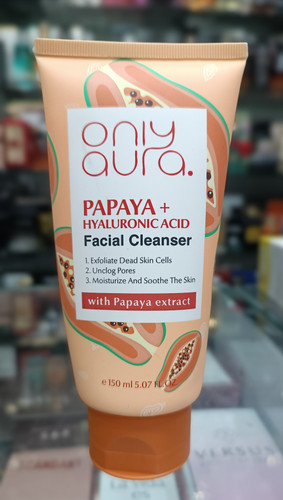 only
aura.
PAPAYA +
HYALURONIC ACID
Facial Cleanser
1. Exfoliate Dead Skin Cells
2. Unclog Pores
3. Moisturize And Soothe The Skin
with Papaya extract
e 150 ml 5.07 FL.OZ
VERSUS